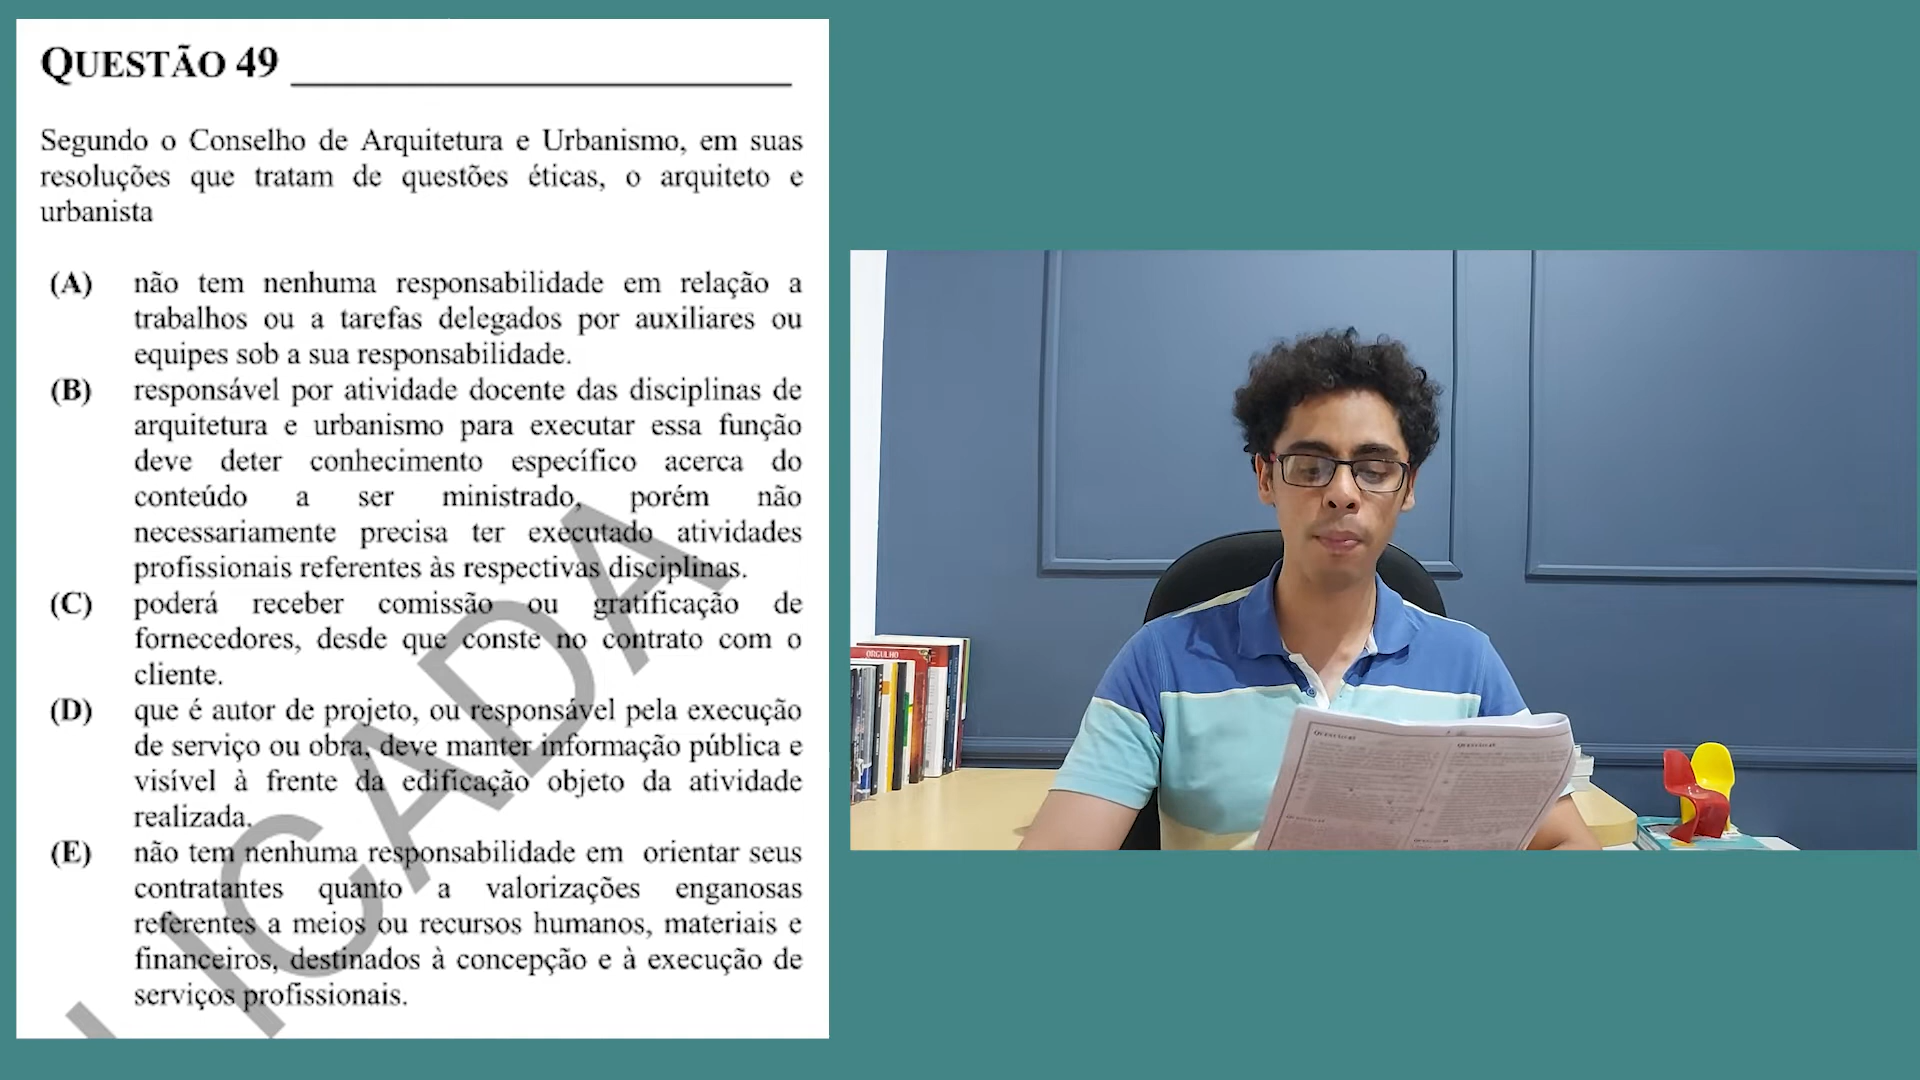 QUESTÃO 49
Segundo o Conselho de Arquitetura e Urbanismo, em suas
resoluções que tratam de questões éticas, o arquiteto e
urbanista
(A) não tem nenhuma responsabilidade em relação a
trabalhos ou a tarefas delegados por auxiliares ou
equipes sob a sua responsabilidade.
(B) responsável por atividade docente das disciplinas de
arquitetura e urbanismo para executar essa função
deve deter conhecimento específico acerca do
conteúdo a ser ministrado, porém não
necessariamente precisa ter executado atividades
profissionais referentes às respectivas disciplinas.
(C) poderá receber comissão ou gratificação de
fornecedores, desde que conste no contrato com o
cliente.
(D) que é autor de projeto, ou responsável pela execução
de serviço ou obra, deve manter informação pública e
visível à frente da edificação objeto da atividade
realizada.
(E) não tem nenhuma responsabilidade em orientar seus
contratantes quanto a valorizações enganosas
referentes a meios ou recursos humanos, materiais e
financeiros, destinados à concepção e à execução de
serviços profissionais.
ICADA
ORGULHO